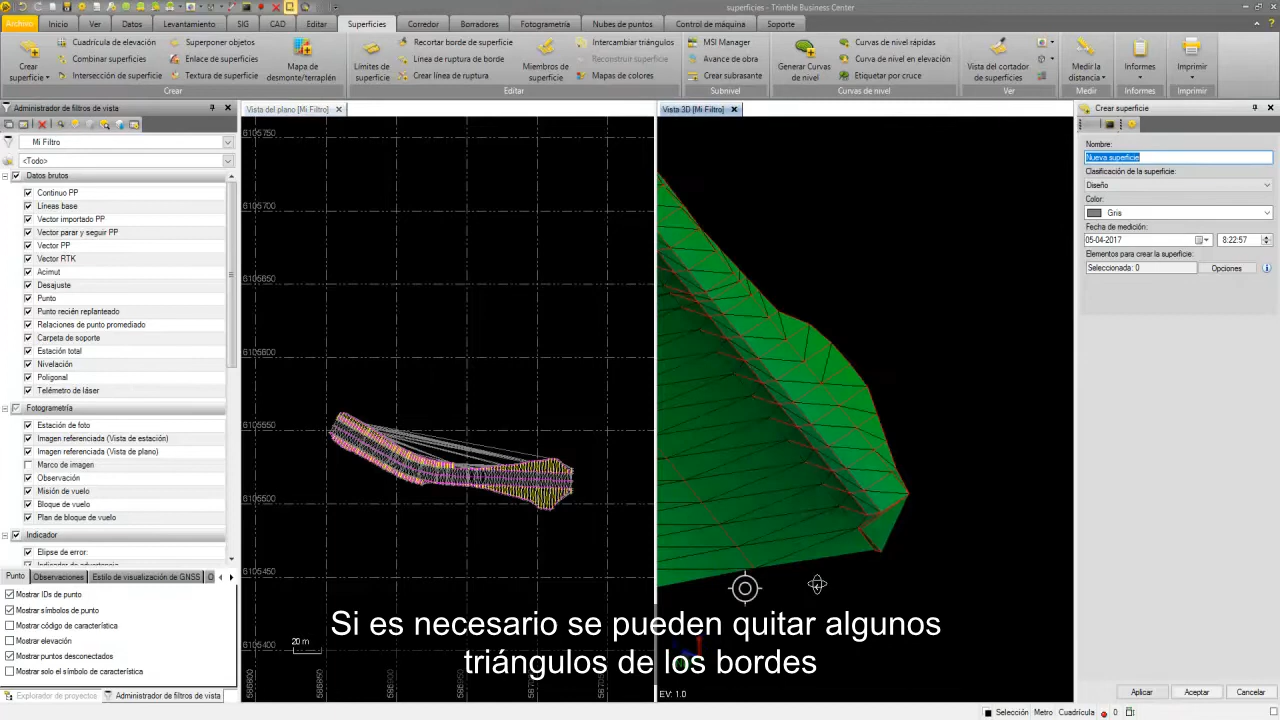 superficies - Trimble Business Center
Archivo Inicio Ver Datos Levantamiento SIG CAD Editar Superficies Corredor Borradores Fotogrametría Nubes de puntos Control de máquina Soporte
Crear superficie
Cuadrícula de elevación
Combinar superficies
Intersección de superficie
Superponer objetos
Enlace de superficies
Textura de superficie
Mapa de desmonte/terraplén
Crear
Límites de superficie
Recortar borde de superficie
Línea de ruptura de borde
Crear línea de ruptura
Miembros de superficie
Intercambiar triángulos
Reconstruir superficie
Mapas de colores
Editar
MSI Manager
Avance de obra
Crear subrasante
Subnivel
Generar Curvas de nivel
Curvas de nivel rápidas
Curva de nivel en elevación
Etiquetar por cruce
Curvas de nivel
Vista del cortador de superficies
Ver
Medir la distancia
Medir
Informes
Informes
Imprimir
Imprimir
Administrador de filtros de vista
Mi Filtro
<Todo>
Datos brutos
Continuo PP
Líneas base
Vector importado PP
Vector parar y seguir PP
Vector PP
Vector RTK
Acimut
Desajuste
Punto
Punto recién replanteado
Relaciones de punto promediado
Carpeta de soporte
Estación total
Nivelación
Poligonal
Telémetro de láser
Fotogrametría
Estación de foto
Imagen referenciada (Vista de estación)
Imagen referenciada (Vista de plano)
Marco de imagen
Observación
Misión de vuelo
Bloque de vuelo
Plan de bloque de vuelo
Indicador
Elipse de error:
Indicador de advertencia
Punto Observaciones Estilo de visualización de GNSS O
Mostrar IDs de punto
Mostrar símbolos de punto
Mostrar código de característica
Mostrar elevación
Mostrar puntos desconectados
Mostrar solo el símbolo de característica
Explorador de proyectos Administrador de filtros de vista
Vista del plano [Mi Filtro]
6105750
6105700
6105650
6105600
6105550
6105500
6105450
6105400
20 m
Vista 3D [Mi Filtro]
EV: 1.0
Si es necesario se pueden quitar algunos
triángulos de los bordes
Crear superficie
Nombre:
Nueva superficie
Clasificación de la superficie:
Diseño
Color:
Gris
Fecha de medición:
05-04-2017 8:22:57
Elementos para crear la superficie:
Seleccionada: 0 Opciones
Aplicar Aceptar Cancelar
Selección Metro Cuadrícula 0